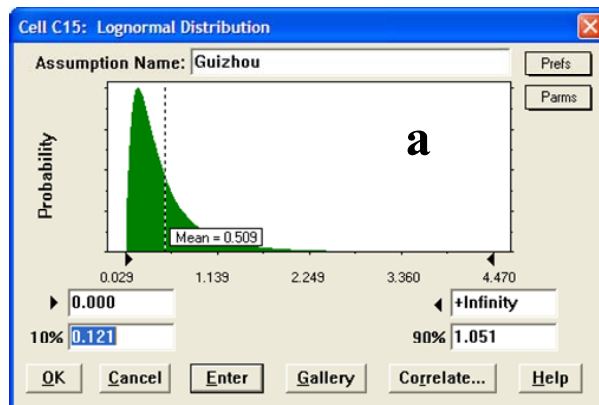 Cell C15: Lognormal Distribution
Assumption Name: Guizhou
Prefs
Parms
a
Probability
Mean = 0.509
0.029 1.139 2.249 3.360 4.470
0.000 +Infinity
10% 0.121 90% 1.051
OK Cancel Enter Gallery Correlate... Help